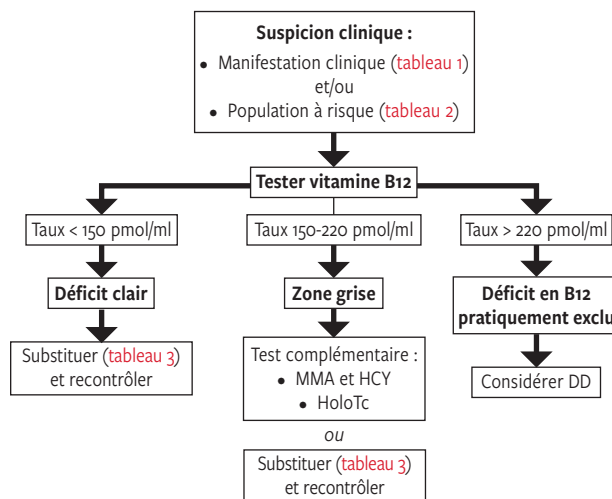 Suspicion clinique :
• Manifestation clinique (tableau 1)
et/ou
• Population à risque (tableau 2)
Tester vitamine B12
Taux < 150 pmol/ml
Taux 150-220 pmol/ml
Taux > 220 pmol/ml
Déficit clair
Zone grise
Déficit en B12
pratiquement exclu
Substituer (tableau 3)
et recontrôler
Test complémentaire :
• MMA et HCY
• HoloTc
Considérer DD
ou
Substituer (tableau 3)
et recontrôler